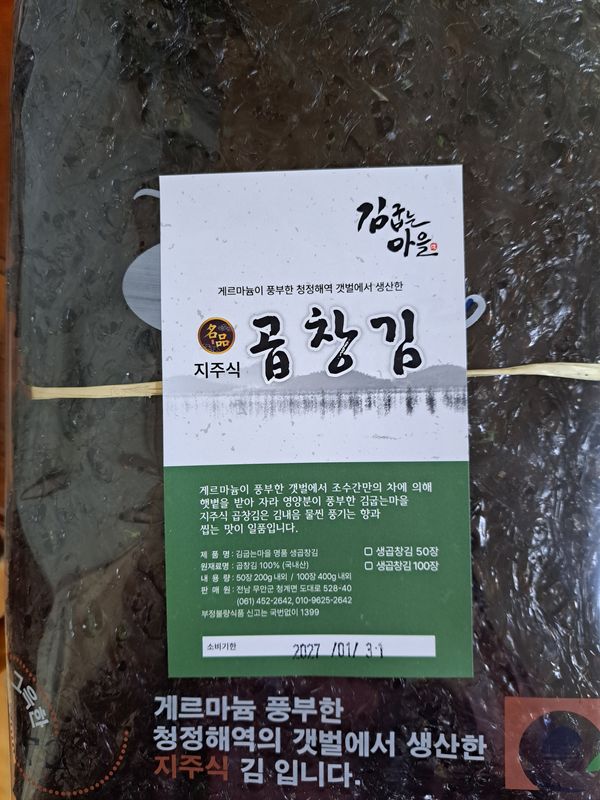 김굽는
마을
게르마늄이 풍부한 청정해역 갯벌에서 생산한
名品
지주식 곱창김
게르마늄이 풍부한 갯벌에서 조수간만의 차에 의해
햇볕을 받아 자라 영양분이 풍부한 김굽는마을
지주식 곱창김은 김내음 물씬 풍기는 향과
씹는 맛이 일품입니다.
제 품 명 : 김굽는마을 명품 생곱창김
원재료명 : 곱창김 100% (국내산)
내 용 량 : 50장 200g 내외 / 100장 400g 내외
판 매 원 : 전남 무안군 청계면 도대로 528-40
(061) 452-2642, 010-9625-2642
부정불량식품 신고는 국번없이 1399
□ 생곱창김 50장
□ 생곱창김 100장
소비기한 2027 /01/ 31
게르마늄 풍부한
청정해역의 갯벌에서 생산한
지주식 김 입니다.